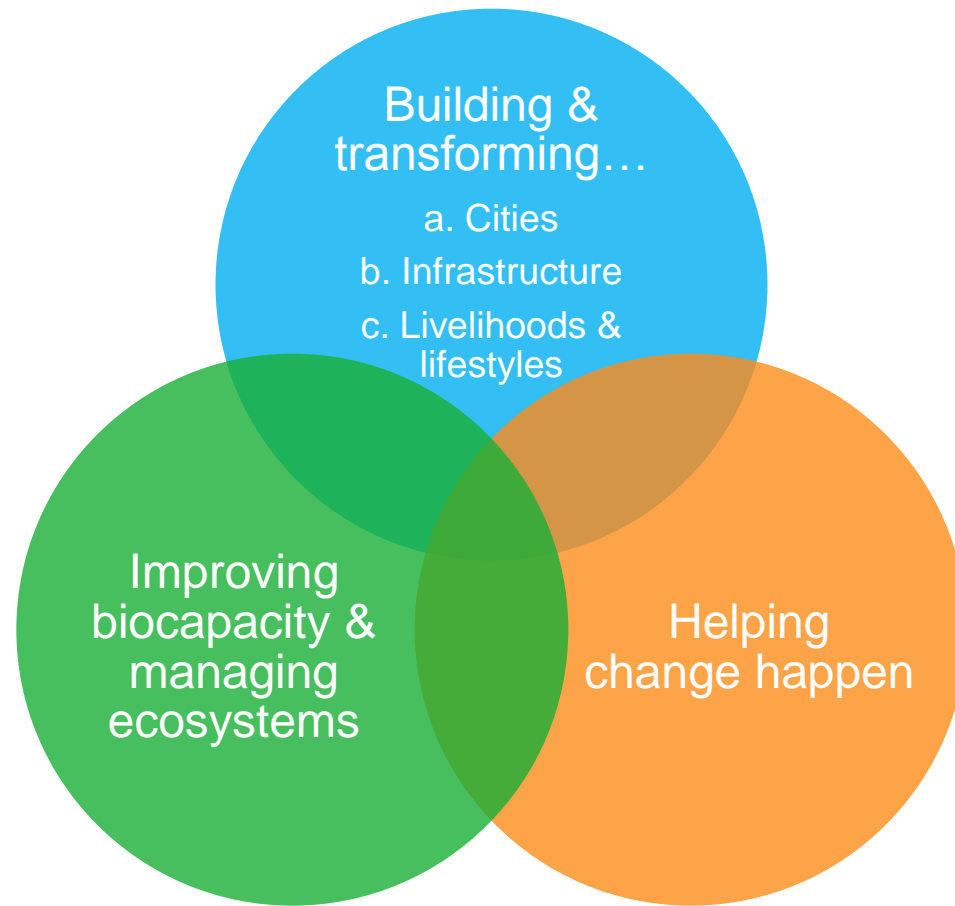 Building &
transforming…
a. Cities
b. Infrastructure
c. Livelihoods &
lifestyles
Improving
biocapacity &
managing
ecosystems
Helping
change happen